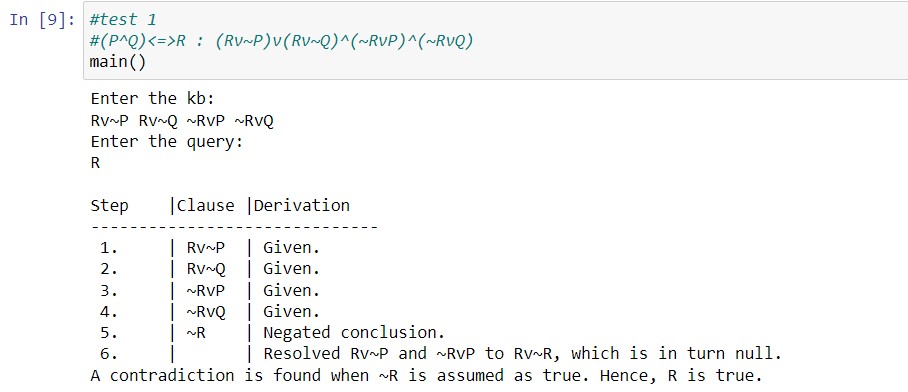 In [9]: #test 1
#(P^Q)<=>R : (Rv~P)v(Rv~Q)^(~RvP)^(~RvQ)
main()
Enter the kb:
Rv~P Rv~Q ~RvP ~RvQ
Enter the query:
R
Step |Clause |Derivation
------------------------------
1. | Rv~P | Given.
2. | Rv~Q | Given.
3. | ~RvP | Given.
4. | ~RvQ | Given.
5. | ~R | Negated conclusion.
6. | | Resolved Rv~P and ~RvP to Rv~R, which is in turn null.
A contradiction is found when ~R is assumed as true. Hence, R is true.